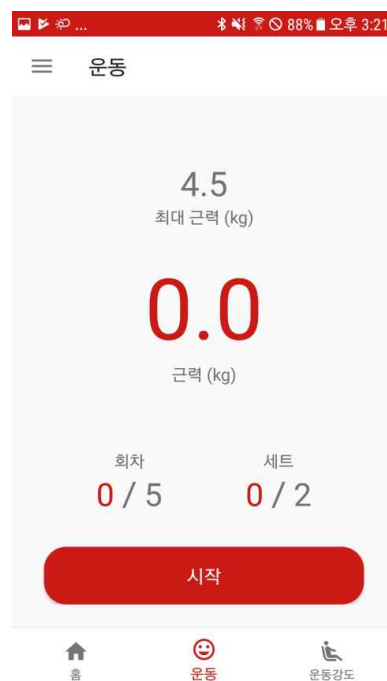 ... 88% 오후 3:21
운동
4.5
최대 근력 (kg)
0.0
근력 (kg)
회차 세트
0 / 5 0 / 2
시작
홈 운동 운동강도